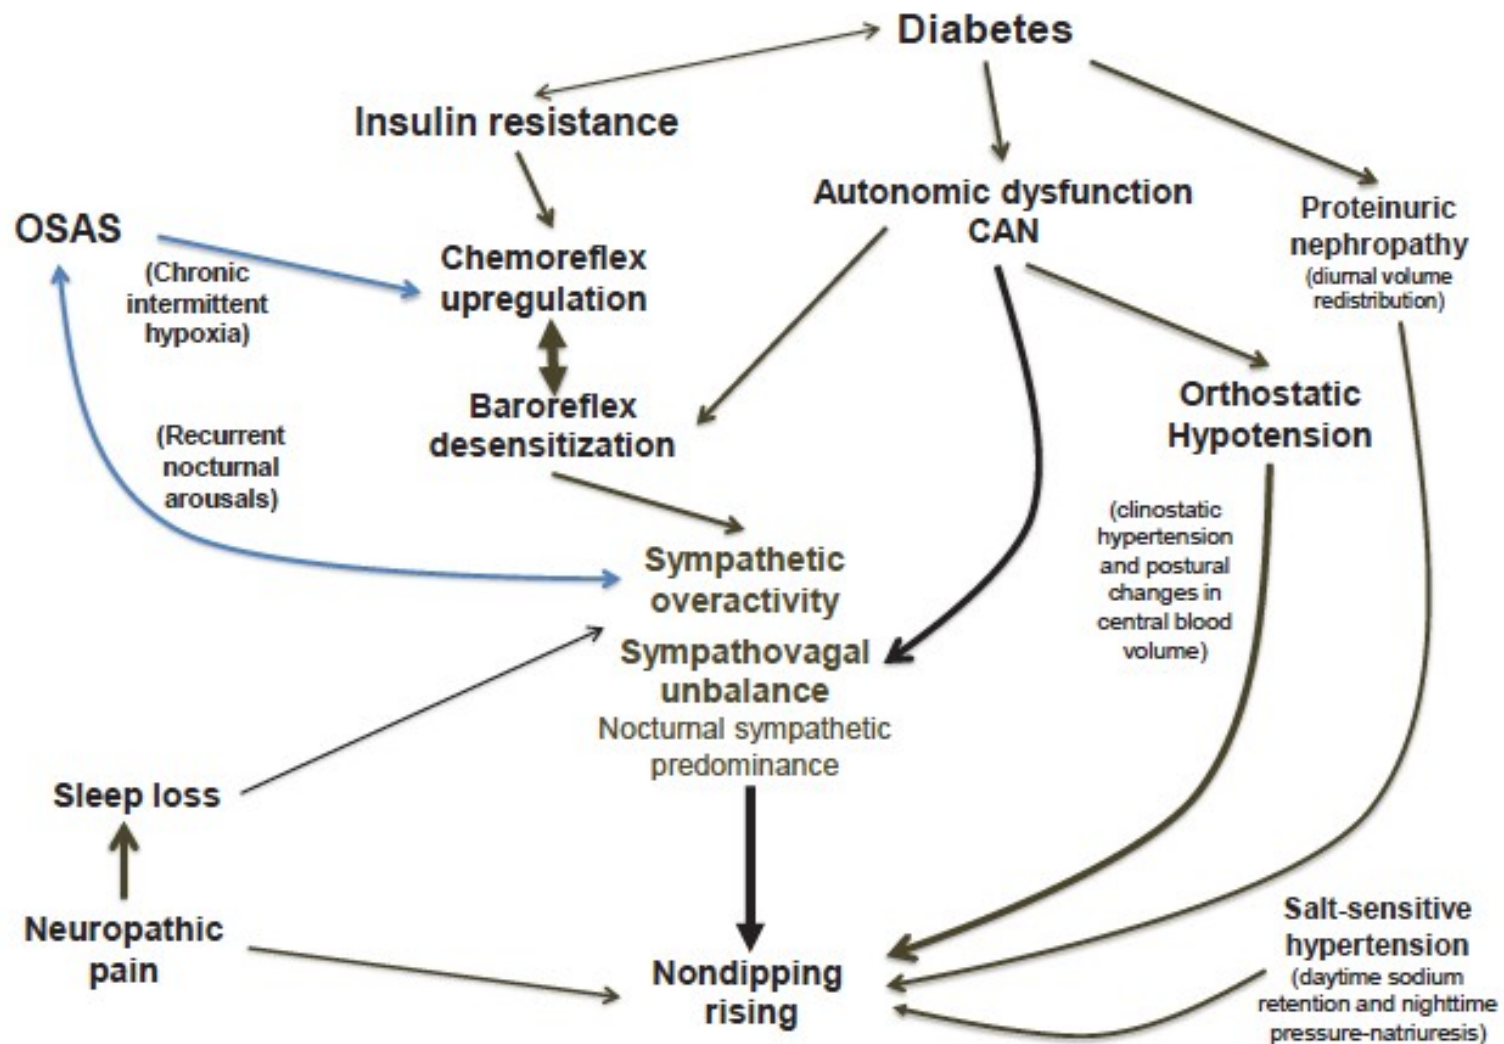 Diabetes
Insulin resistance
Autonomic dysfunction
CAN
Proteinuric
nephropathy
(diurnal volume
redistribution)
OSAS
(Chronic
intermittent
hypoxia)
Chemoreflex
upregulation
Baroreflex
desensitization
Orthostatic
Hypotension
(Recurrent
nocturnal
arousals)
(clinostatic
hypertension
and postural
changes in
central blood
volume)
Sympathetic
overactivity
Sympathovagal
unbalance
Nocturnal sympathetic
predominance
Sleep loss
Neuropathic
pain
Nondipping
rising
Salt-sensitive
hypertension
(daytime sodium
retention and nighttime
pressure-natriuresis)